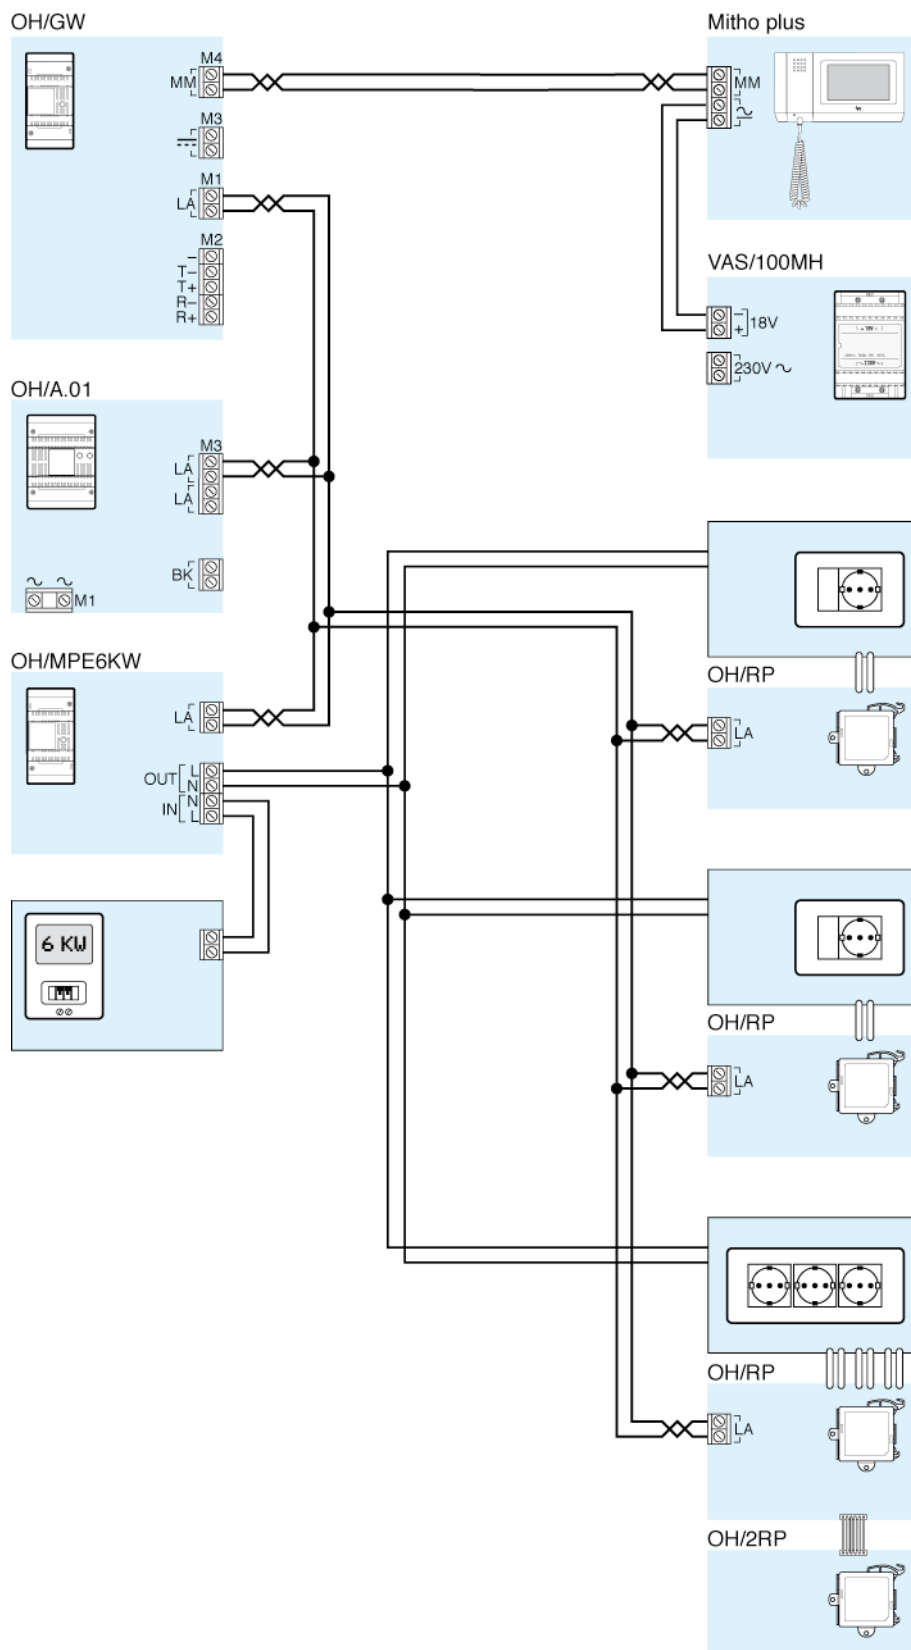 OH/GW
M4
MM
M3
M1
LA
M2
–
T–
T+
R–
R+
Mitho plus
MM
VAS/100MH
–
+
18V
230V ~
OH/A.01
M3
LA
LA
BK
M1
OH/MPE6KW
LA
OUT
L
N
IN
N
L
6 KW
OH/RP
LA
OH/RP
LA
OH/RP
LA
OH/2RP